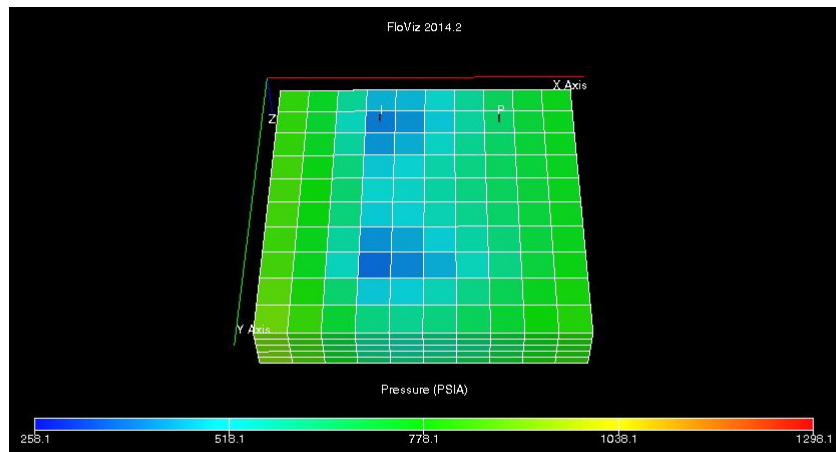 FloViz 2014.2
X Axis
I
P
Z
Y Axis
Pressure (PSIA)
258.1 518.1 778.1 1038.1 1298.1